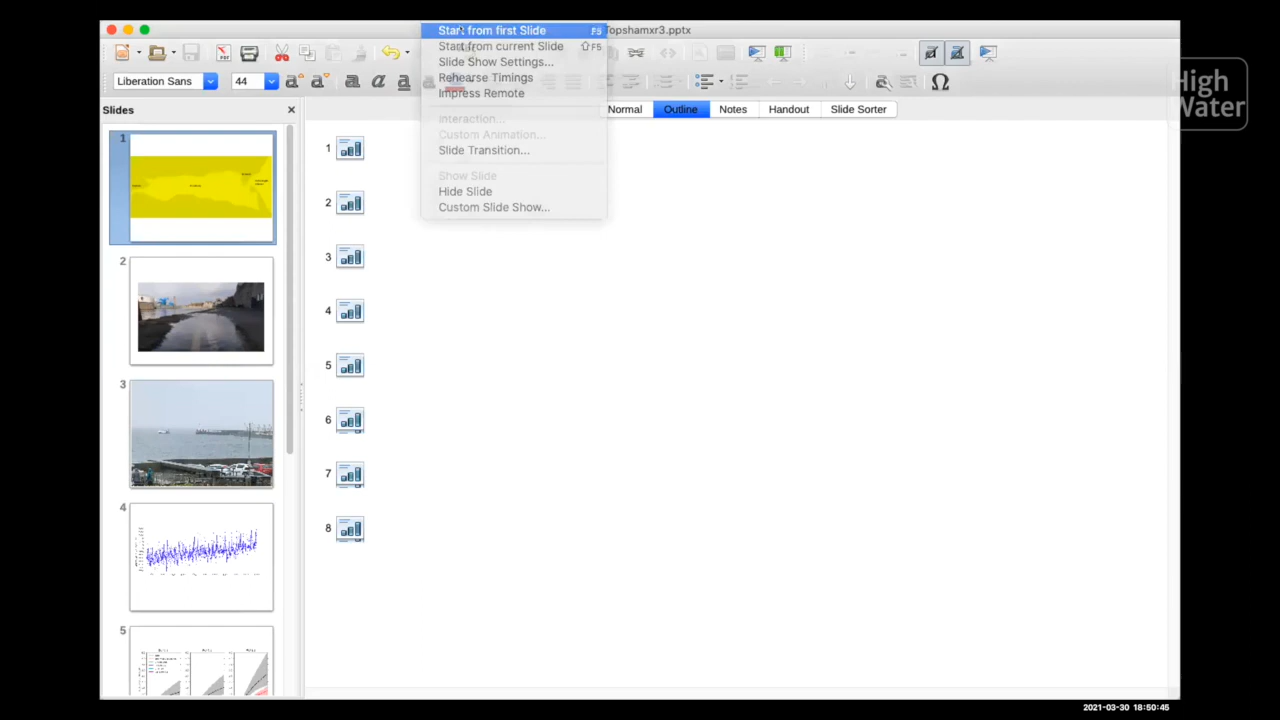 Start from first Slide F5
Topshamxr3.pptx
Start from current Slide ⇧F5
Slide Show Settings...
Rehearse Timings
Impress Remote
Interaction...
Custom Animation...
Slide Transition...
Show Slide
Hide Slide
Custom Slide Show...
Liberation Sans
44
High
Water
Slides
Normal
Outline
Notes
Handout
Slide Sorter
1
2
3
4
5
1
2
3
4
5
6
7
8
2021-03-30 18:50:45